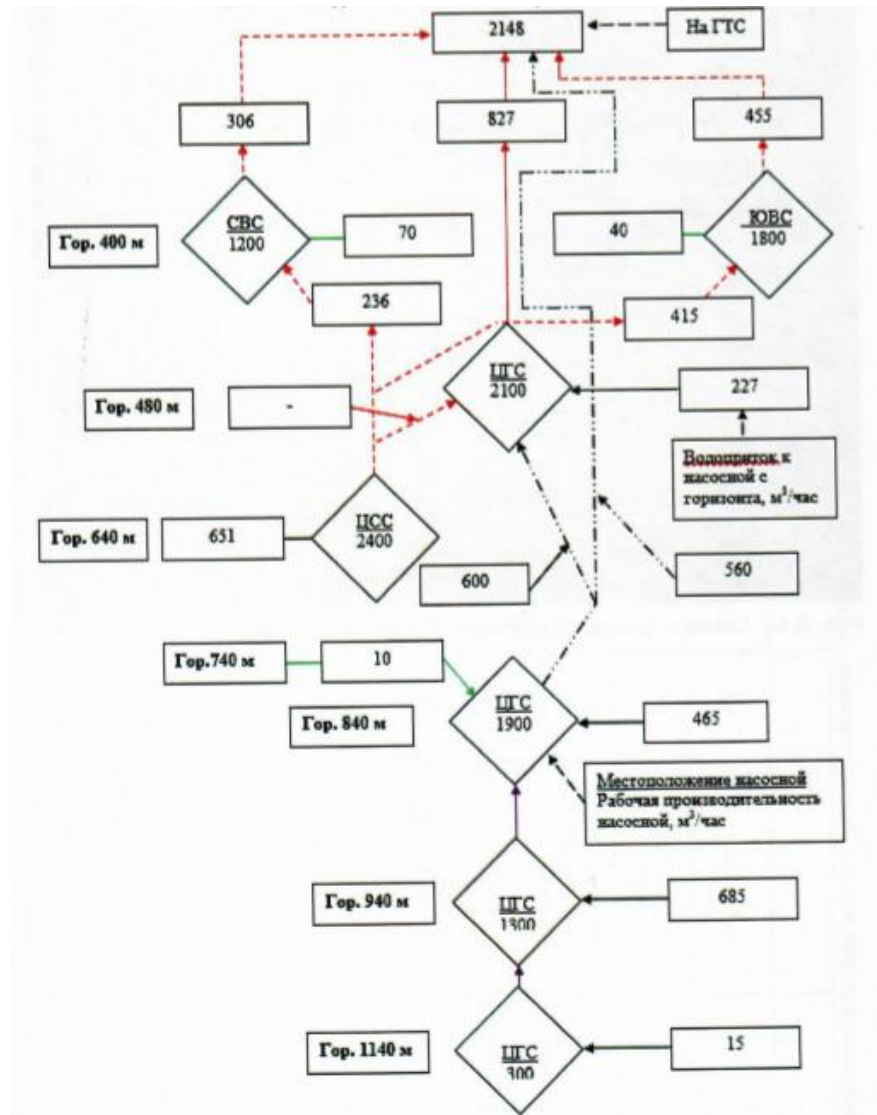 2148
На ГТС
306
827
455
СВС
1200
ЮВС
1800
Гор. 400 м
70
40
236
415
ЦГС
2100
Гор. 480 м
-
227
Водоприток к
насосной с
горизонта, м³/час
Гор. 640 м
651
ЦСС
2400
600
560
Гор.740 м
10
ЦГС
1900
Гор. 840 м
465
Местоположение насосной
Рабочая производительность
насосной, м³/час
Гор. 940 м
ЦГС
1300
685
Гор. 1140 м
ЦГС
300
15